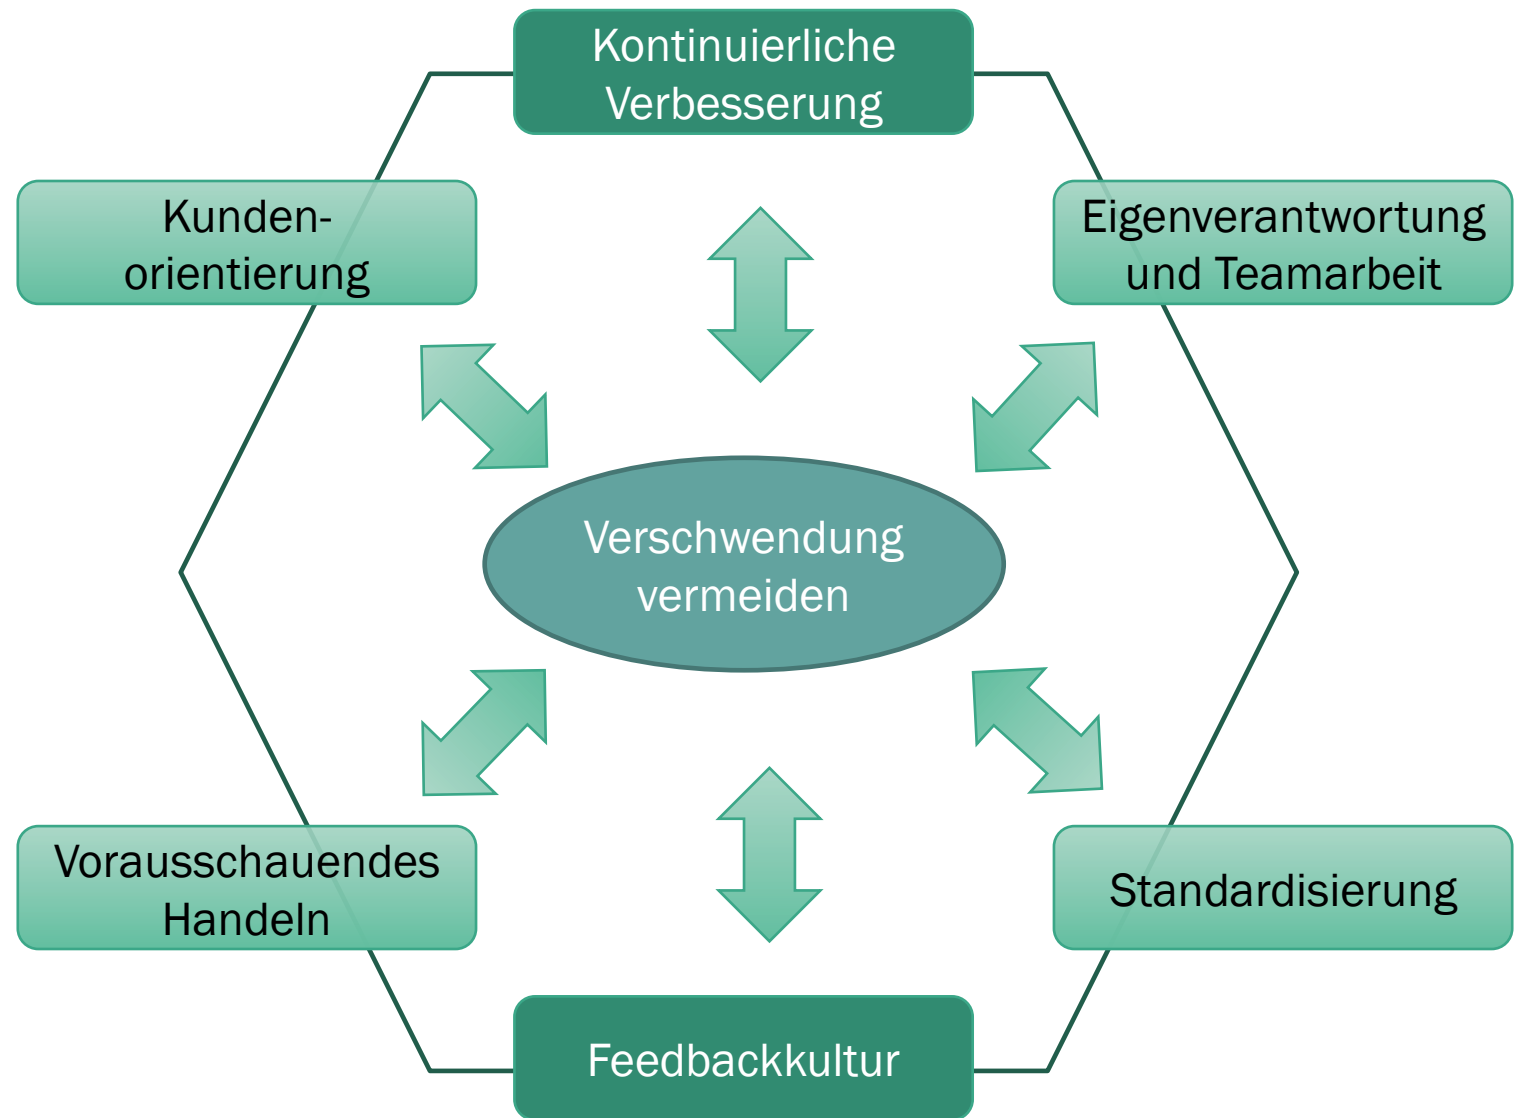 Kontinuierliche
Verbesserung
Kunden-
orientierung
Eigenverantwortung
und Teamarbeit
Verschwendung
vermeiden
Vorausschauendes
Handeln
Standardisierung
Feedbackkultur